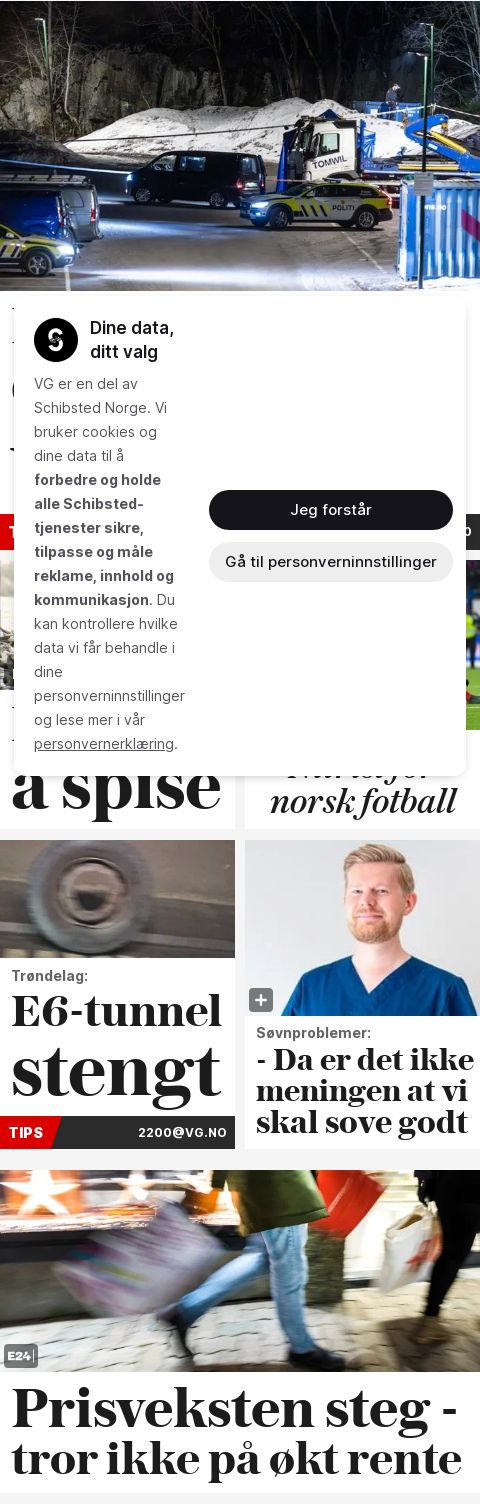 TOMWIL
POLITI
Dine data,
ditt valg
VG er en del av
Schibsted Norge. Vi
bruker cookies og
dine data til å
forbedre og holde
alle Schibsted-
tjenester sikre,
tilpasse og måle
reklame, innhold og
kommunikasjon. Du
kan kontrollere hvilke
data vi får behandle i
dine
personverninnstillinger
og lese mer i vår
personvernerklæring.
Jeg forstår
Gå til personverninnstillinger
å spise
norsk fotball
Trøndelag:
E6-tunnel
stengt
TIPS
2200@VG.NO
Søvnproblemer:
- Da er det ikke
meningen at vi
skal sove godt
E24
Prisveksten steg -
tror ikke på økt rente